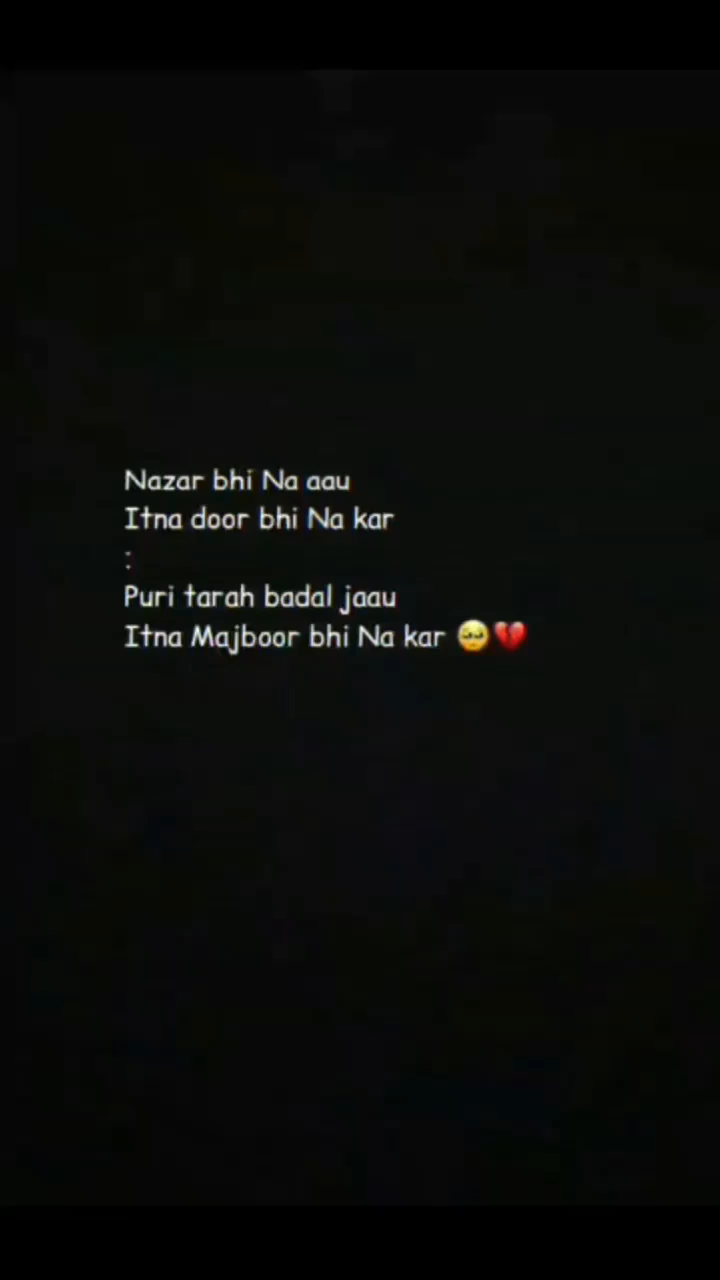 Nazar bhi Na aau
Itna door bhi Na kar
:
Puri tarah badal jaau
Itna Majboor bhi Na kar 🥺💔